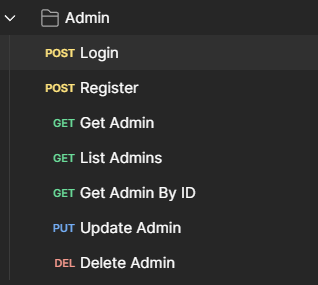 Admin
POST Login
POST Register
GET Get Admin
GET List Admins
GET Get Admin By ID
PUT Update Admin
DEL Delete Admin